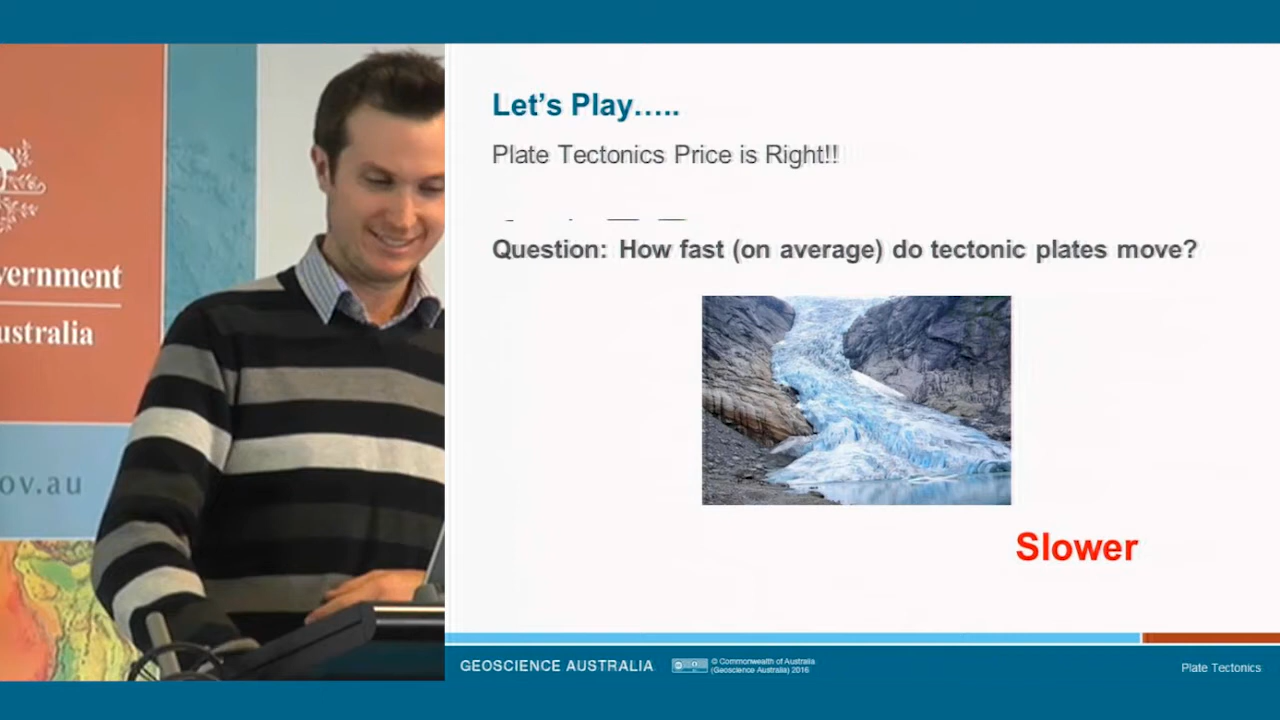 vernment
ustralia
ov.au
Let's Play.....
Plate Tectonics Price is Right!!
Question: How fast (on average) do tectonic plates move?
Slower
GEOSCIENCE AUSTRALIA
© Commonwealth of Australia
(Geoscience Australia) 2016
Plate Tectonics